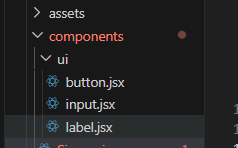 assets
components
ui
button.jsx
input.jsx
label.jsx